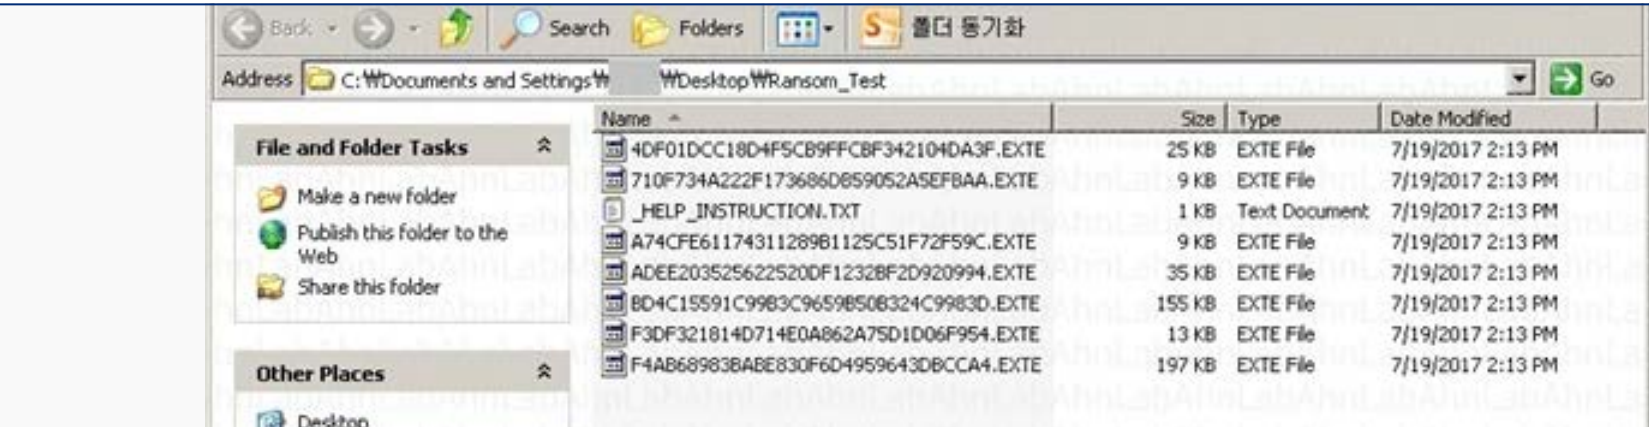 Back Search Folders 폴더 동기화
Address C:₩Documents and Settings₩ ₩Desktop₩Ransom_Test Go
File and Folder Tasks
Make a new folder
Publish this folder to the
Web
Share this folder
Other Places
Desktop
Name Size Type Date Modified
4DF01DCC18D4F5CB9FFCBF342104DA3F.EXTE 25 KB EXTE File 7/19/2017 2:13 PM
710F734A222F173686DB59052A5EFBAA.EXTE 9 KB EXTE File 7/19/2017 2:13 PM
_HELP_INSTRUCTION.TXT 1 KB Text Document 7/19/2017 2:13 PM
A74CFE61174311289B1125C51F72F59C.EXTE 9 KB EXTE File 7/19/2017 2:13 PM
ADEE203525622520DF1232BF2D920994.EXTE 35 KB EXTE File 7/19/2017 2:13 PM
BD4C15591C99B3C9659B50B324C9983D.EXTE 155 KB EXTE File 7/19/2017 2:13 PM
F3DF321814D714E0A862A75D1D06F954.EXTE 13 KB EXTE File 7/19/2017 2:13 PM
F4AB68983BABE830F6D4959643DBCCA4.EXTE 197 KB EXTE File 7/19/2017 2:13 PM